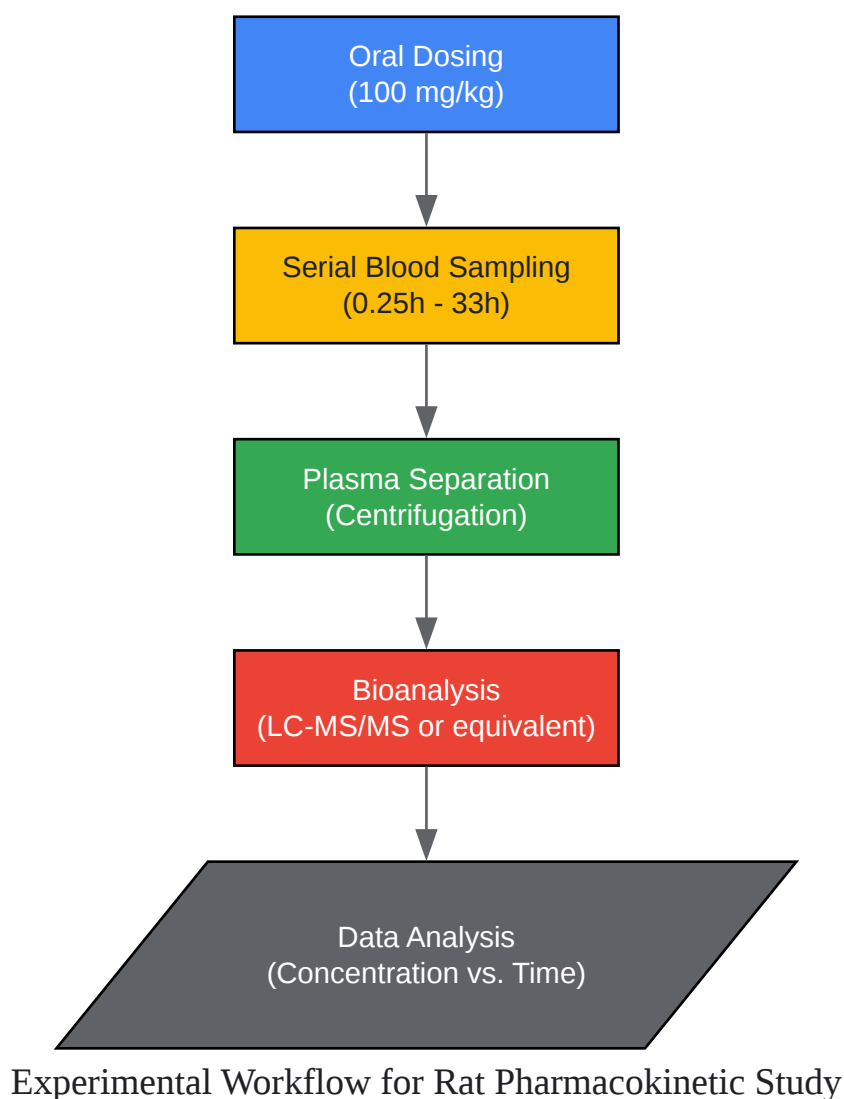 Oral Dosing
(100 mg/kg)
Serial Blood Sampling
(0.25h - 33h)
Plasma Separation
(Centrifugation)
Bioanalysis
(LC-MS/MS or equivalent)
Data Analysis
(Concentration vs. Time)
Experimental Workflow for Rat Pharmacokinetic Study